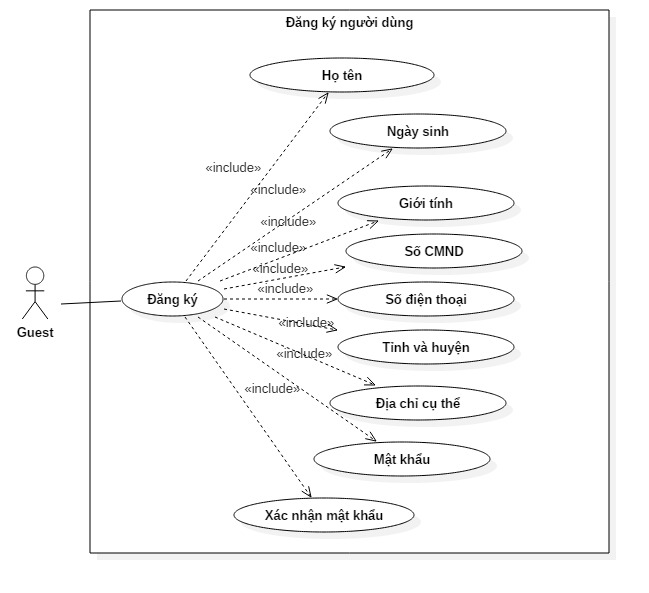 Đăng ký người dùng
Họ tên
Ngày sinh
«include»
«include»
Giới tính
«include»
«include»
Số CMND
«include»
«include»
Đăng ký
Số điện thoại
Guest
«include»
Tỉnh và huyện
«include»
«include»
Địa chỉ cụ thể
Mật khẩu
Xác nhận mật khẩu